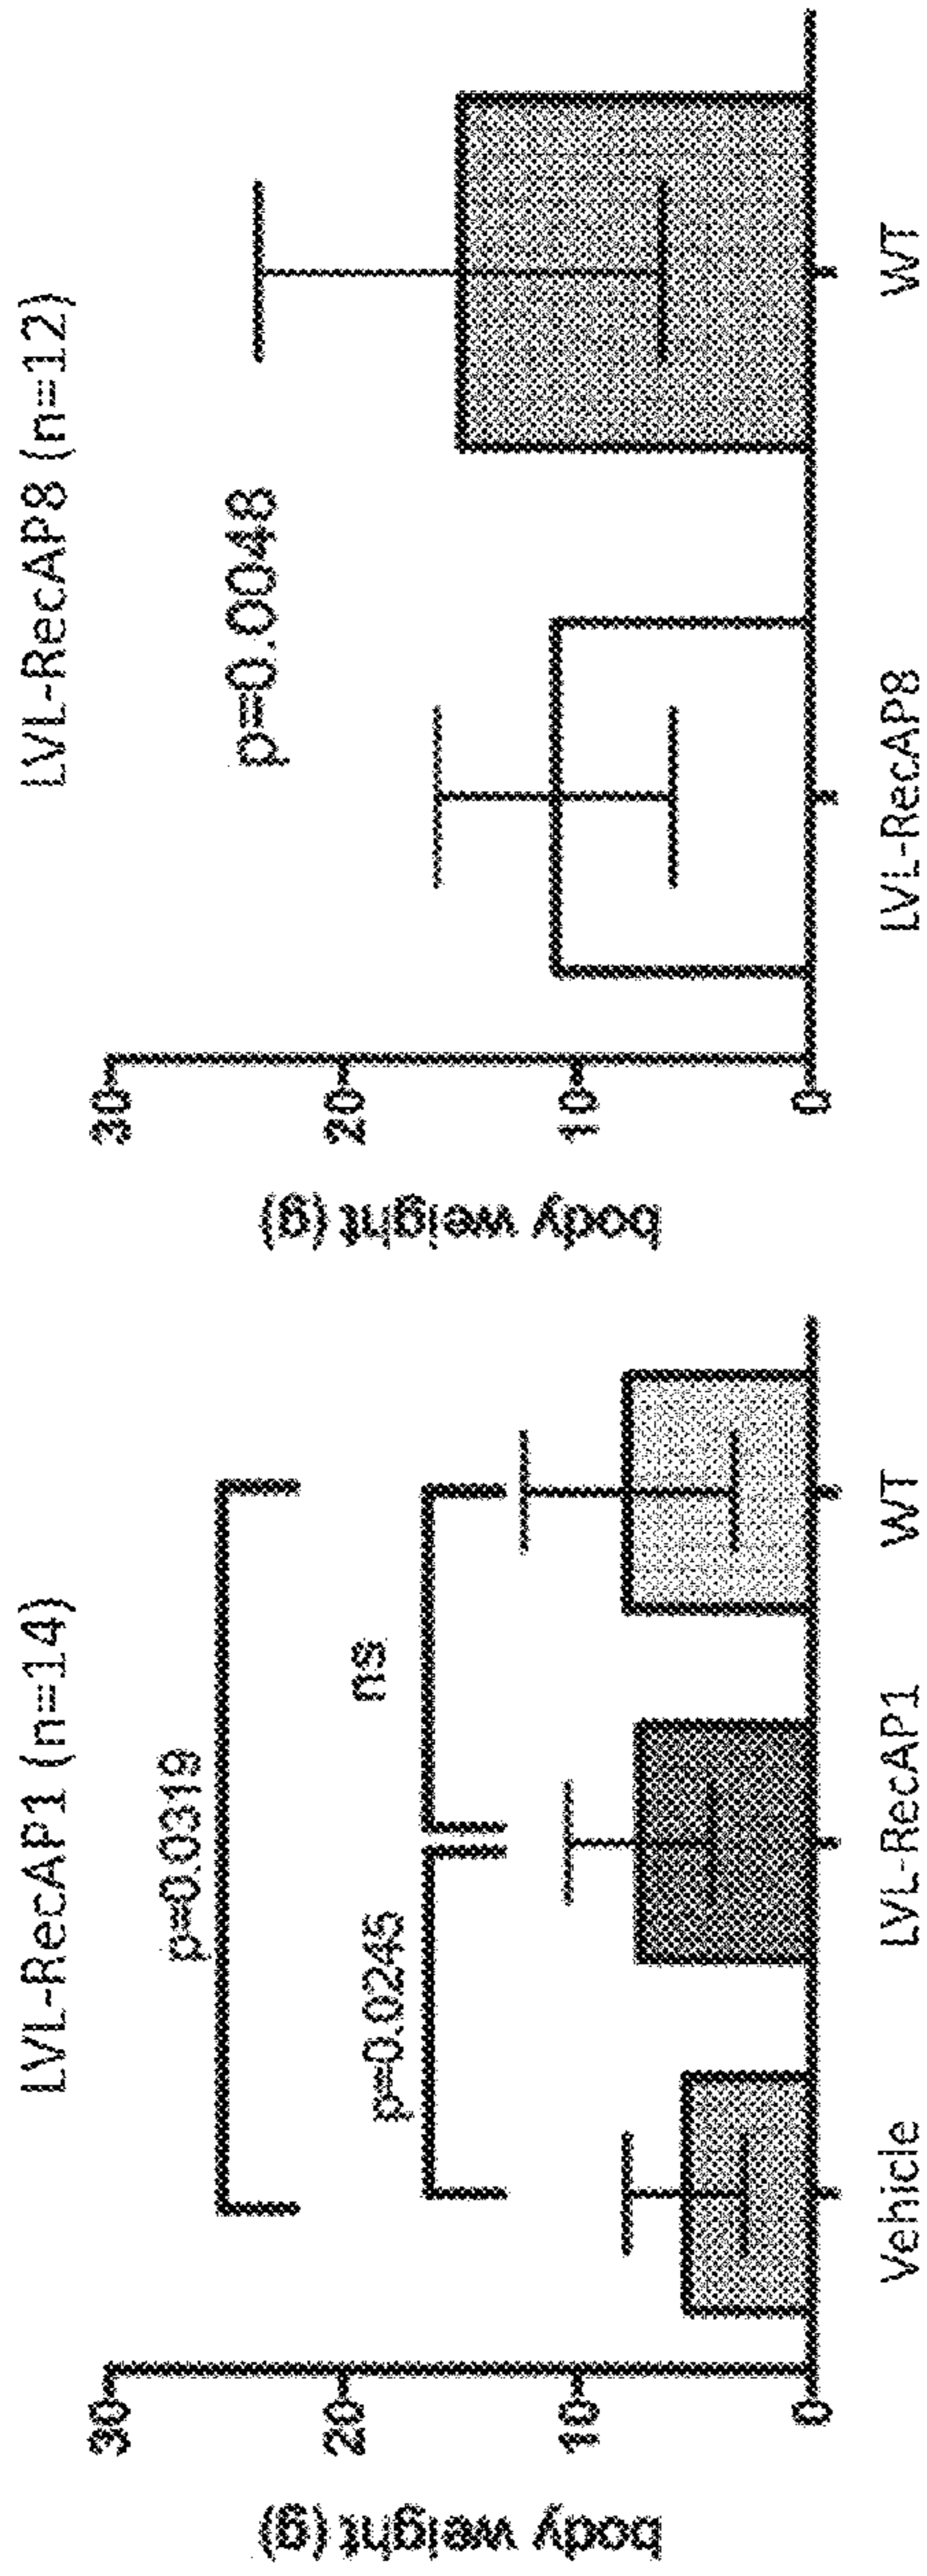 LVL-RecAP1 (n=14)
body weight (g)
30
20
10
0
p=0.0319
p=0.0245
ns
Vehicle
LVL-RecAP1
WT
LVL-RecAP8 (n=12)
body weight (g)
30
20
10
0
p=0.0048
LVL-RecAP8
WT